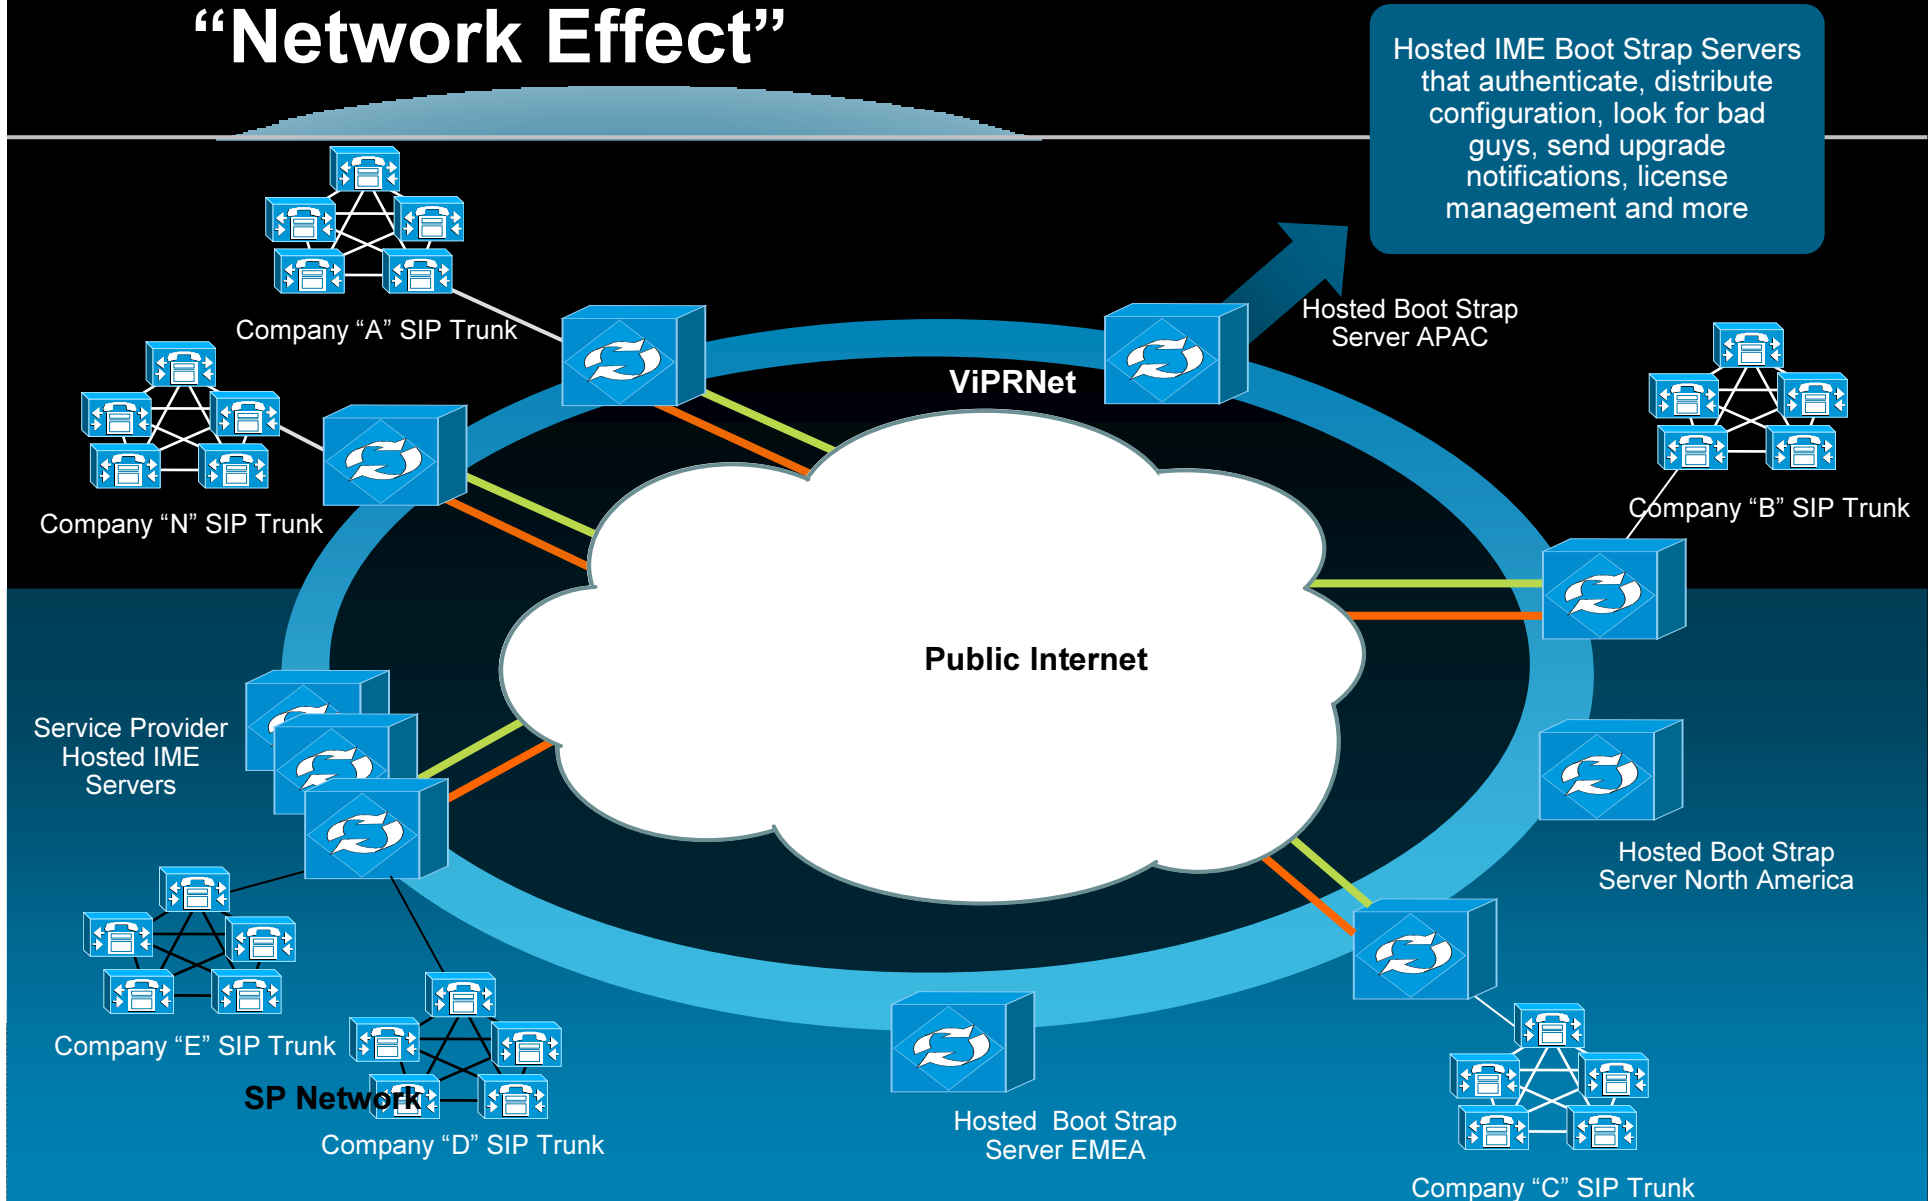 “Network Effect”
Hosted IME Boot Strap Servers
that authenticate, distribute
configuration, look for bad
guys, send upgrade
notifications, license
management and more
Company “A” SIP Trunk
Hosted Boot Strap
Server APAC
ViPRNet
Company “N” SIP Trunk
Company “B” SIP Trunk
Public Internet
Service Provider
Hosted IME
Servers
Hosted Boot Strap
Server North America
Company “E” SIP Trunk
SP Network
Company “D” SIP Trunk
Hosted  Boot Strap
Server EMEA
Company “C” SIP Trunk